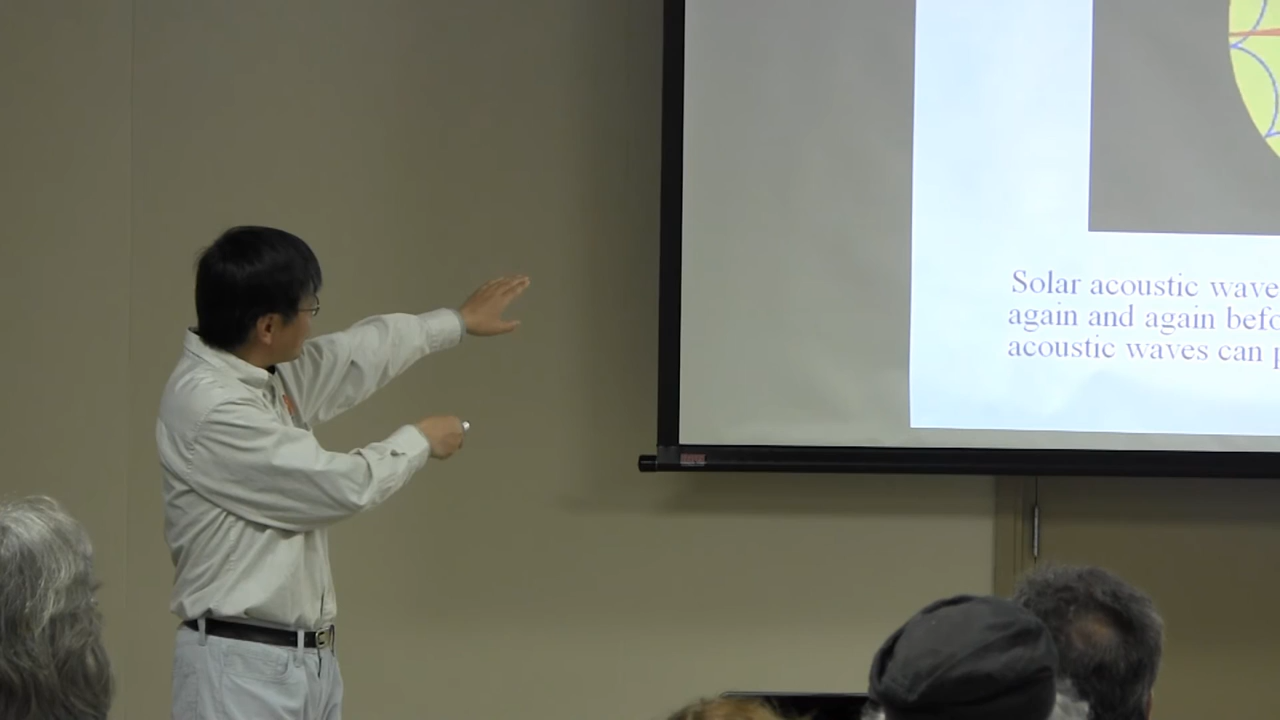 Solar acoustic wave
again and again befo
acoustic waves can p